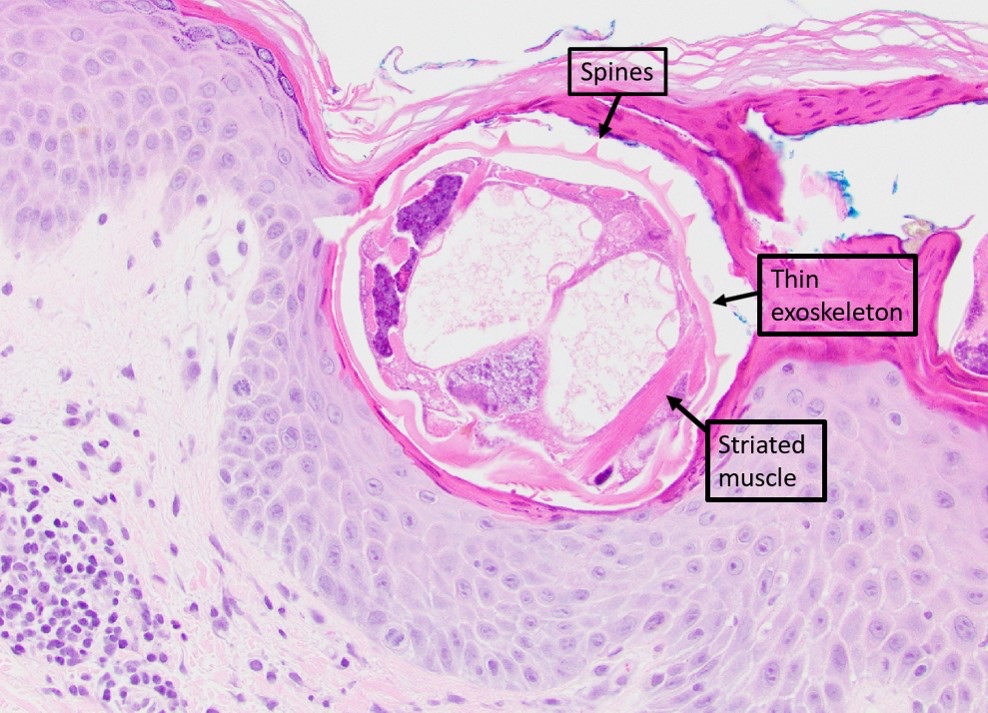 Spines
Thin
exoskeleton
Striated
muscle